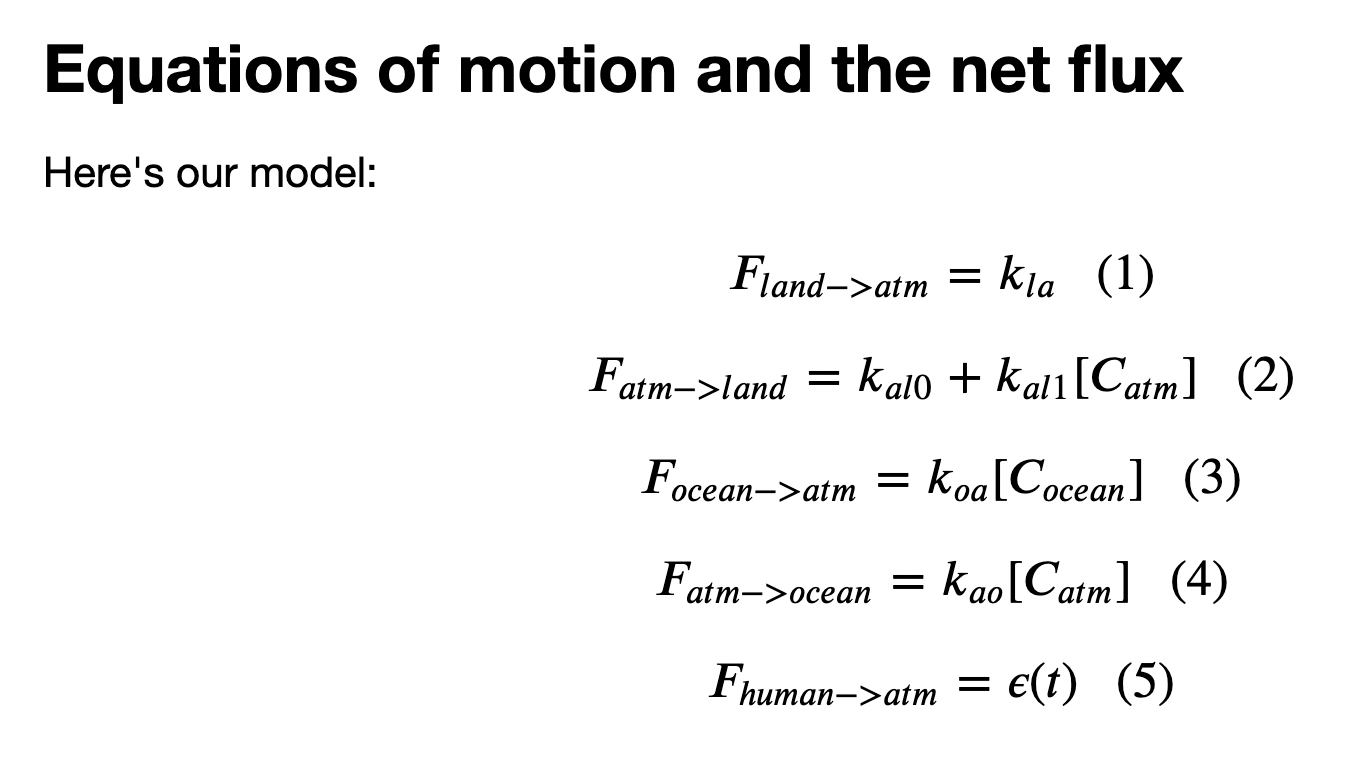 Equations of motion and the net flux
Here's our model:
F_{land->atm} = k_{la} (1)
F_{atm->land} = k_{al0} + k_{al1}[C_{atm}] (2)
F_{ocean->atm} = k_{oa}[C_{ocean}] (3)
F_{atm->ocean} = k_{ao}[C_{atm}] (4)
F_{human->atm} = ϵ(t) (5)